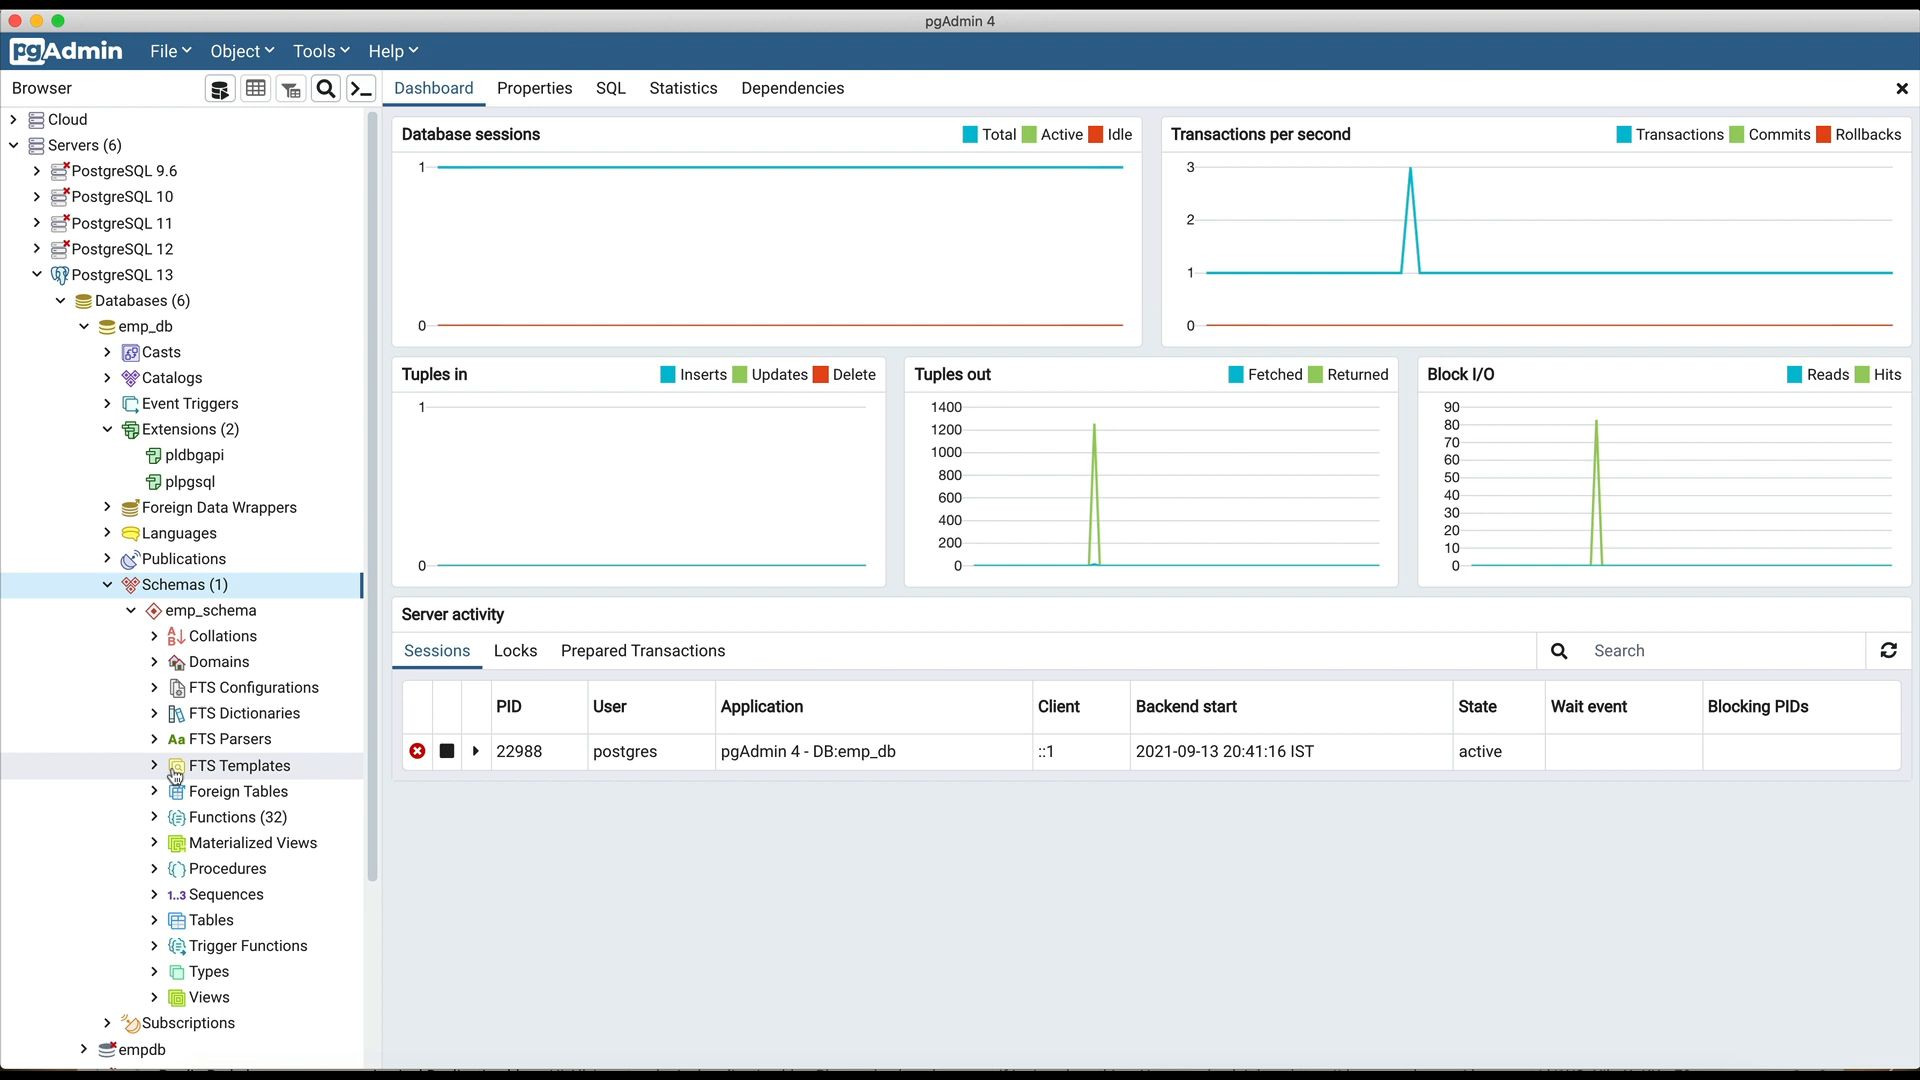 pgAdmin 4
pgAdmin File Object Tools Help
Browser
Dashboard Properties SQL Statistics Dependencies
Cloud
Servers (6)
PostgreSQL 9.6
PostgreSQL 10
PostgreSQL 11
PostgreSQL 12
PostgreSQL 13
Databases (6)
emp_db
Casts
Catalogs
Event Triggers
Extensions (2)
pldbgapi
plpgsql
Foreign Data Wrappers
Languages
Publications
Schemas (1)
emp_schema
Collations
Domains
FTS Configurations
FTS Dictionaries
Aa FTS Parsers
FTS Templates
Foreign Tables
Functions (32)
Materialized Views
Procedures
1..3 Sequences
Tables
Trigger Functions
Types
Views
Subscriptions
empdb
Database sessions Total Active Idle
1
0
Transactions per second Transactions Commits Rollbacks
3
2
1
0
Tuples in Inserts Updates Delete
1
0
Tuples out Fetched Returned
1400
1200
1000
800
600
400
200
0
Block I/O Reads Hits
90
80
70
60
50
40
30
20
10
0
Server activity
Sessions Locks Prepared Transactions Search
PID User Application Client Backend start State Wait event Blocking PIDs
22988 postgres pgAdmin 4 - DB:emp_db ::1 2021-09-13 20:41:16 IST active